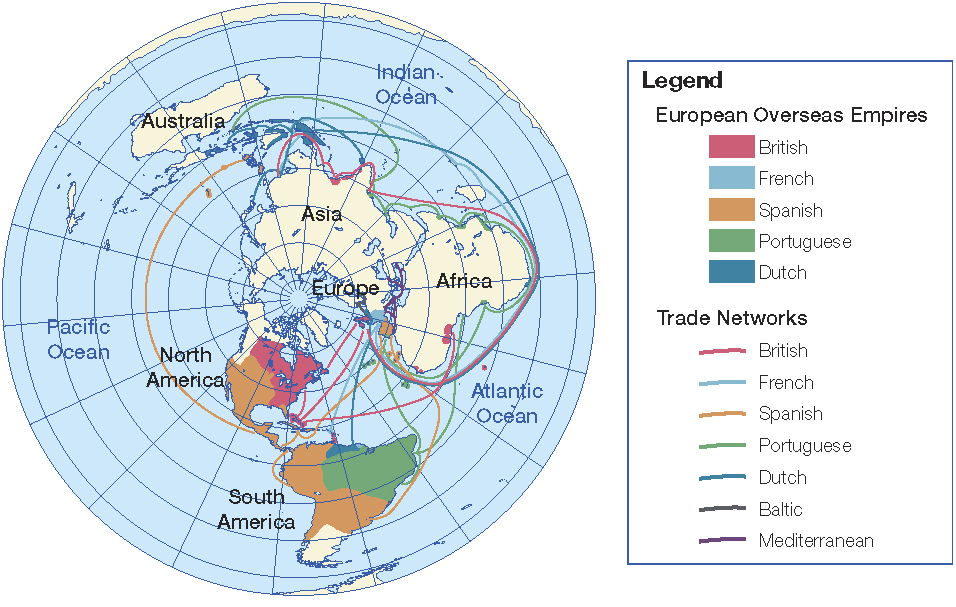 Indian
Ocean
Australia
Asia
Europe
Africa
Pacific
Ocean
North
America
Atlantic
Ocean
South
America
Legend
European Overseas Empires
British
French
Spanish
Portuguese
Dutch
Trade Networks
British
French
Spanish
Portuguese
Dutch
Baltic
Mediterranean